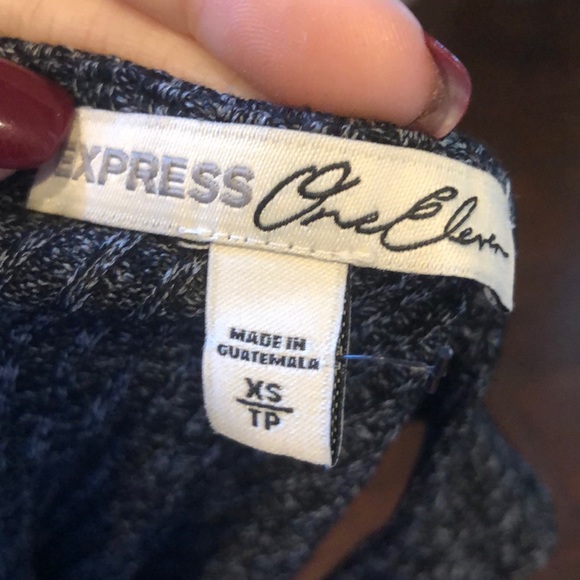 EXPRESS One Eleven
MADE IN
GUATEMALA
XS
TP